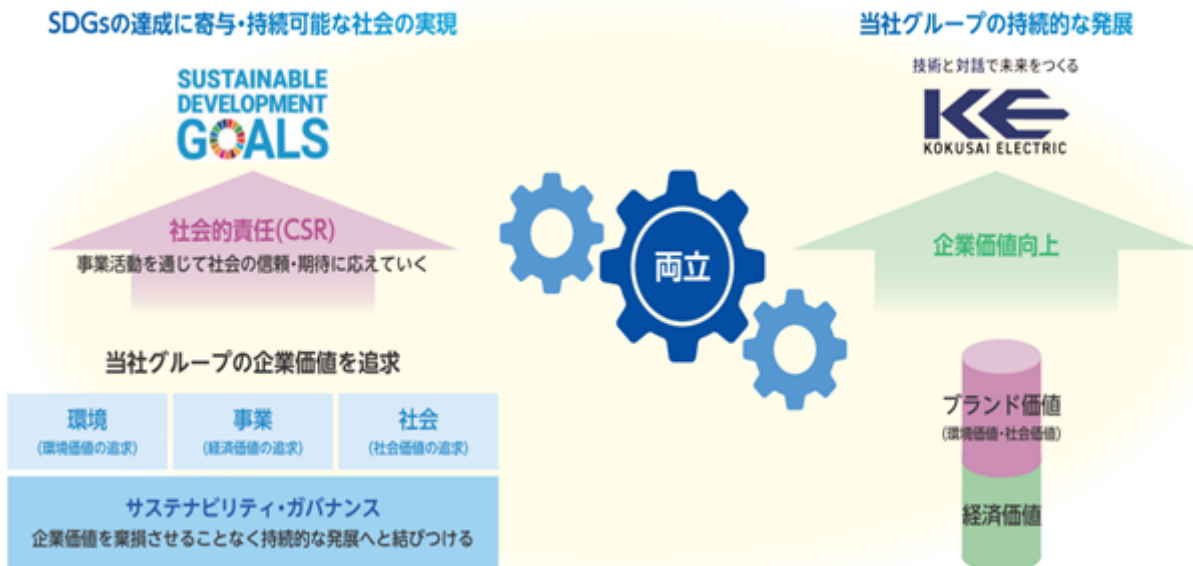 SDGsの達成に寄与・持続可能な社会の実現
SUSTAINABLE
DEVELOPMENT
GOALS
社会的責任(CSR)
事業活動を通じて社会の信頼・期待に応えていく
当社グループの企業価値を追求
環境
(環境価値の追求)
事業
(経済価値の追求)
社会
(社会価値の追求)
サステナビリティ・ガバナンス
企業価値を棄損させることなく持続的な発展へと結びつける
両立
当社グループの持続的な発展
技術と対話で未来をつくる
KE
KOKUSAI ELECTRIC
企業価値向上
ブランド価値
(環境価値・社会価値)
経済価値